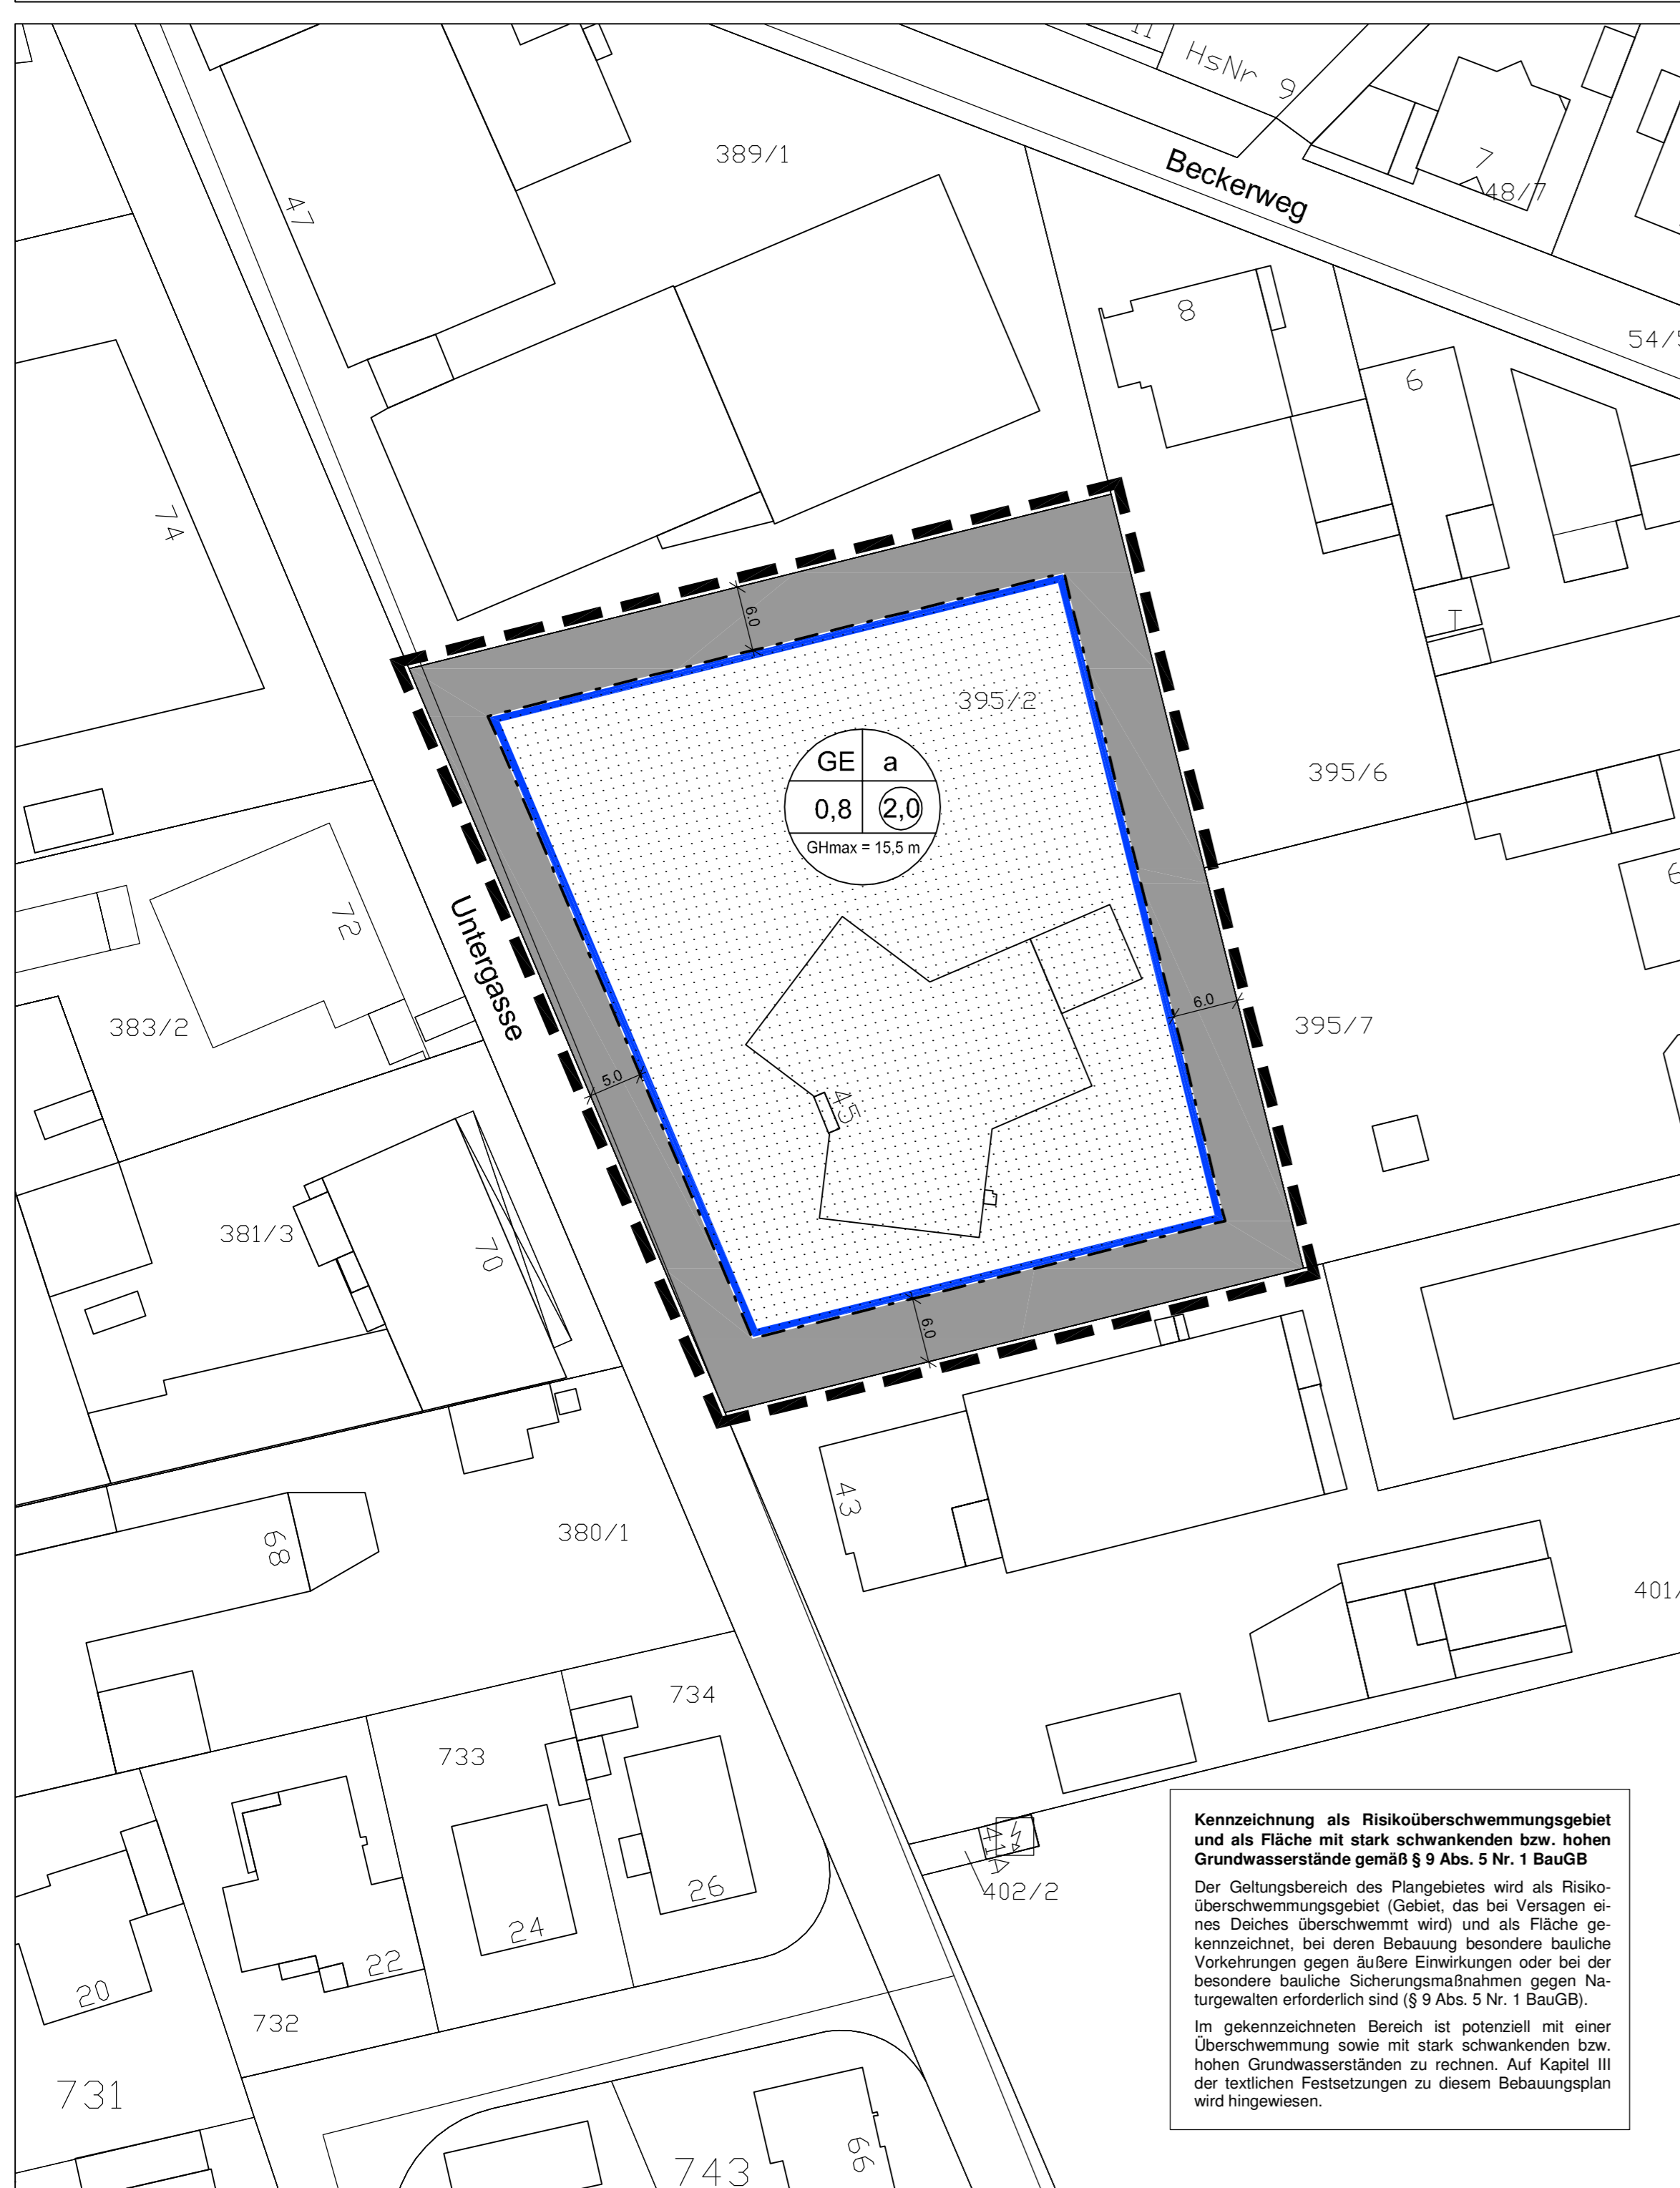 11
HsNr 9
47
389/1
Beckerweg
7
48/7
8
54/5
6
74
T
6.0
395/2
GE a
0,8 2,0
GHmax = 15,5 m
395/6
6
72
Untergasse
383/2
6.0
395/7
5.0
45
381/3
70
6.0
43
380/1
68
401/
734
733
26
24
22
20
732
731
41A
402/2
743
66
Kennzeichnung als Risikoüberschwemmungsgebiet
und als Fläche mit stark schwankenden bzw. hohen
Grundwasserstände gemäß § 9 Abs. 5 Nr. 1 BauGB
Der Geltungsbereich des Plangebietes wird als Risiko-
überschwemmungsgebiet (Gebiet, das bei Versagen ei-
nes Deiches überschwemmt wird) und als Fläche ge-
kennzeichnet, bei deren Bebauung besondere bauliche
Vorkehrungen gegen äußere Einwirkungen oder bei der
besondere bauliche Sicherungsmaßnahmen gegen Na-
turgewalten erforderlich sind (§ 9 Abs. 5 Nr. 1 BauGB).
Im gekennzeichneten Bereich ist potenziell mit einer
Überschwemmung sowie mit stark schwankenden bzw.
hohen Grundwasserständen zu rechnen. Auf Kapitel III
der textlichen Festsetzungen zu diesem Bebauungsplan
wird hingewiesen.